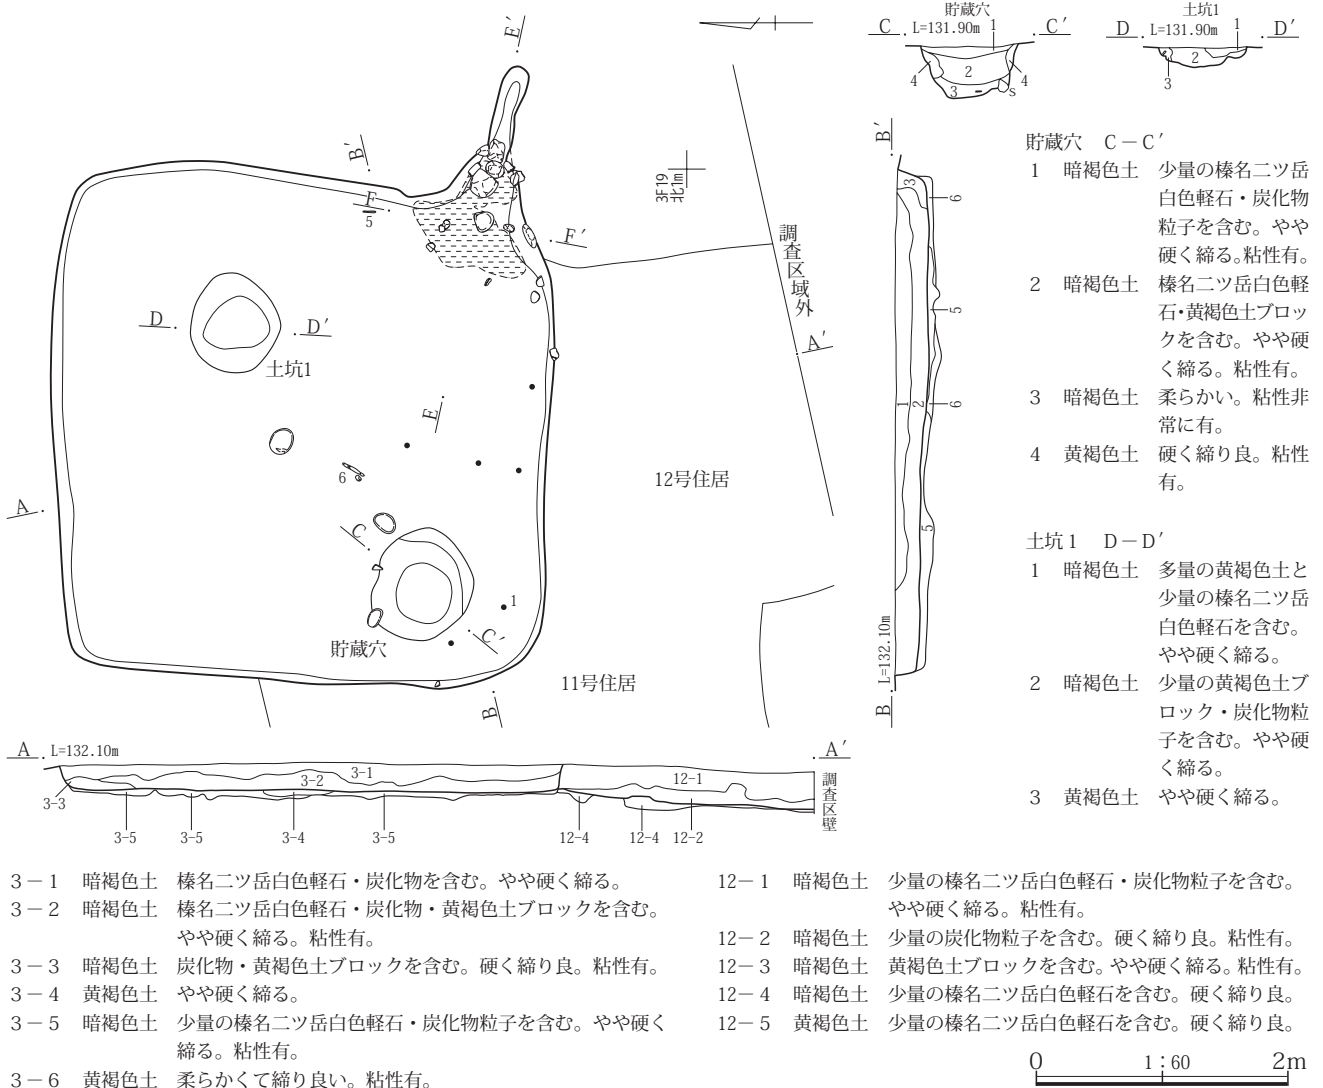 貯蔵穴
C L=131.90m 1 C′
4 2 4
3 S
土坑1
D L=131.90m 1 D′
2
3
E′
B′
F
5
F′
3F19
北1m
調査区域外
A′
D D′
土坑1
E
6
12号住居
A
C
1
C′
貯蔵穴
11号住居
B
B′
3
6
5
1 2 6
5
L=132.10m
B
貯蔵穴 C－C′
1 暗褐色土 少量の榛名二ツ岳
白色軽石・炭化物
粒子を含む。やや
硬く締る。粘性有。
2 暗褐色土 榛名二ツ岳白色軽
石・黄褐色土ブロッ
クを含む。やや硬
く締る。粘性有。
3 暗褐色土 柔らかい。粘性非
常に有。
4 黄褐色土 硬く締り良。粘性
有。
土坑1 D－D′
1 暗褐色土 多量の黄褐色土と
少量の榛名二ツ岳
白色軽石を含む。
やや硬く締る。
2 暗褐色土 少量の黄褐色土ブ
ロック・炭化物粒
子を含む。やや硬
く締る。
3 黄褐色土 やや硬く締る。
A L=132.10m A′
3-1
3-2
12-1
3-3
3-5 3-5 3-4 3-5 12-4 12-4 12-2
調査区壁
3－1 暗褐色土 榛名二ツ岳白色軽石・炭化物を含む。やや硬く締る。
3－2 暗褐色土 榛名二ツ岳白色軽石・炭化物・黄褐色土ブロックを含む。
やや硬く締る。粘性有。
3－3 暗褐色土 炭化物・黄褐色土ブロックを含む。硬く締り良。粘性有。
3－4 黄褐色土 やや硬く締る。
3－5 暗褐色土 少量の榛名二ツ岳白色軽石・炭化物粒子を含む。やや硬く
締る。粘性有。
3－6 黄褐色土 柔らかくて締り良い。粘性有。
12－1 暗褐色土 少量の榛名二ツ岳白色軽石・炭化物粒子を含む。
やや硬く締る。粘性有。
12－2 暗褐色土 少量の炭化物粒子を含む。硬く締り良。粘性有。
12－3 暗褐色土 黄褐色土ブロックを含む。やや硬く締る。粘性有。
12－4 暗褐色土 少量の榛名二ツ岳白色軽石を含む。硬く締り良。
12－5 黄褐色土 少量の榛名二ツ岳白色軽石を含む。硬く締り良。
0 1：60 2m